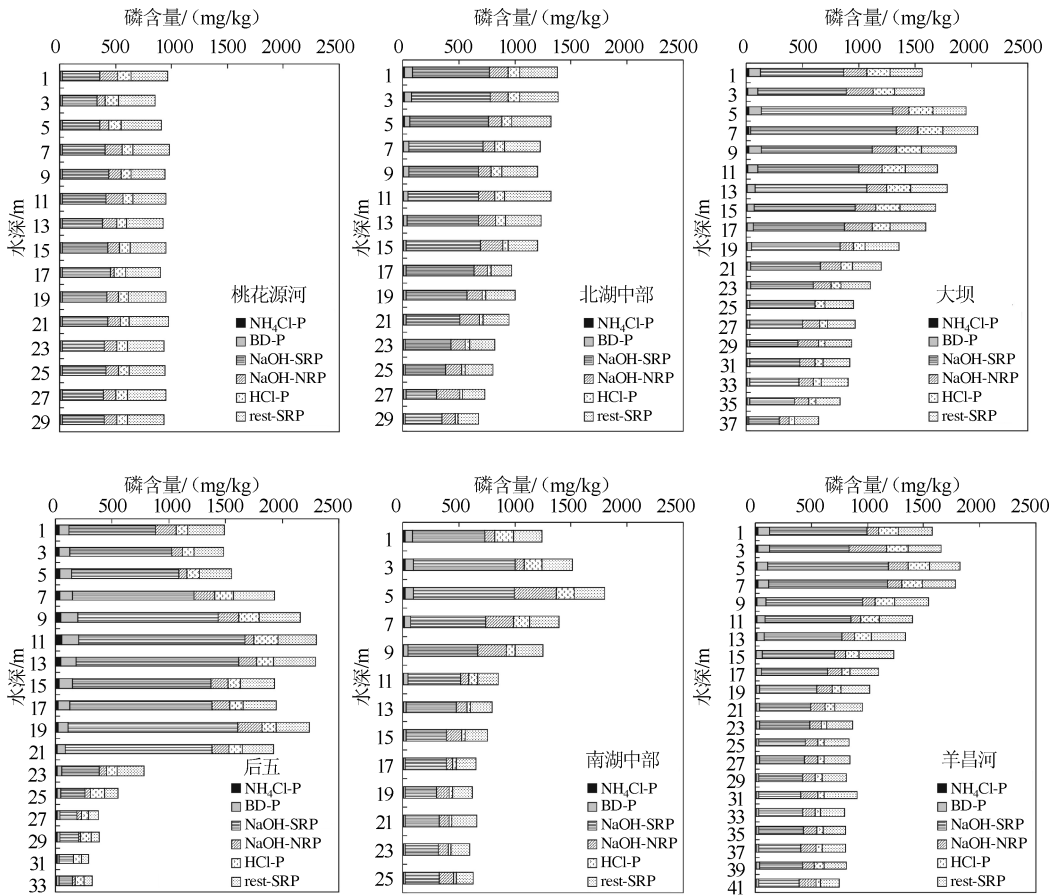 磷含量/（mg/kg）
0 500 1000 1500 2000 2500
水深/m
1
3
5
7
9
11
13
15
17
19
21
23
25
27
29
桃花源河
NH₄Cl-P
BD-P
NaOH-SRP
NaOH-NRP
HCl-P
rest-SRP
磷含量/（mg/kg）
0 500 1000 1500 2000 2500
1
3
5
7
9
11
13
15
17
19
21
23
25
27
29
水深/m
北湖中部
NH₄Cl-P
BD-P
NaOH-SRP
NaOH-NRP
HCl-P
rest-SRP
磷含量/（mg/kg）
0 500 1000 1500 2000 2500
1
3
5
7
9
11
13
15
17
19
21
23
25
27
29
31
33
35
37
水深/m
大坝
NH₄Cl-P
BD-P
NaOH-SRP
NaOH-NRP
HCl-P
rest-SRP
磷含量/（mg/kg）
0 500 1000 1500 2000 2500
1
3
5
7
9
11
13
15
17
19
21
23
25
27
29
31
33
水深/m
后五
NH₄Cl-P
BD-P
NaOH-SRP
NaOH-NRP
HCl-P
rest-SRP
磷含量/（mg/kg）
0 500 1000 1500 2000 2500
1
3
5
7
9
11
13
15
17
19
21
23
25
水深/m
南湖中部
NH₄Cl-P
BD-P
NaOH-SRP
NaOH-NRP
HCl-P
rest-SRP
磷含量/（mg/kg）
0 500 1000 1500 2000 2500
1
3
5
7
9
11
13
15
17
19
21
23
25
27
29
31
33
35
37
39
41
水深/m
羊昌河
NH₄Cl-P
BD-P
NaOH-SRP
NaOH-NRP
HCl-P
rest-SRP